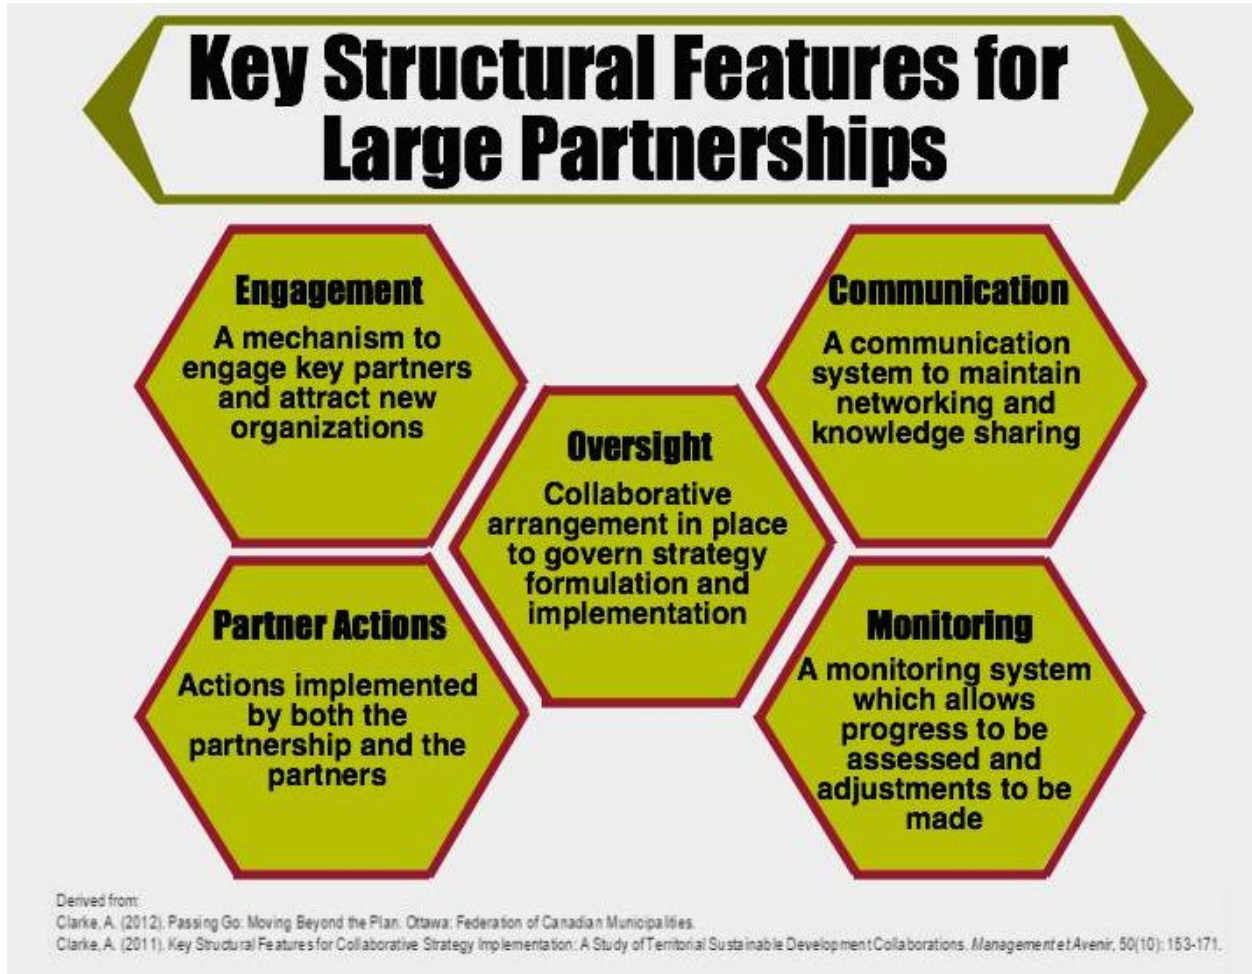 Key Structural Features for
Large Partnerships
Engagement
A mechanism to
engage key partners
and attract new
organizations
Communication
A communication
system to maintain
networking and
knowledge sharing
Oversight
Collaborative
arrangement in place
to govern strategy
formulation and
implementation
Partner Actions
Actions implemented
by both the
partnership and the
partners
Monitoring
A monitoring system
which allows
progress to be
assessed and
adjustments to be
made
Derived from:
Clarke, A. (2012). Passing Go: Moving Beyond the Plan. Ottawa: Federation of Canadian Municipalities.
Clarke, A. (2011). Key Structural Features for Collaborative Strategy Implementation: A Study of Territorial Sustainable Development Collaborations. Management et Avenir, 50(10): 153-171.